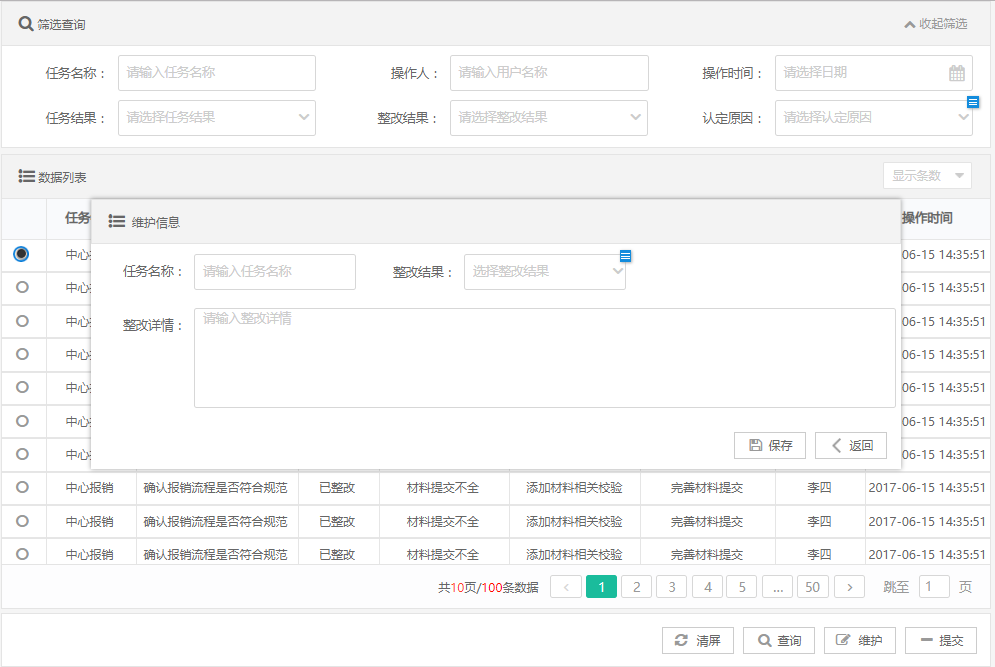 筛选查询 收起筛选
任务名称： 请输入任务名称 操作人： 请输入用户名称 操作时间： 请选择日期
任务结果： 请选择任务结果 整改结果： 请选择整改结果 认定原因： 请选择认定原因
数据列表 显示条数
任务 操作时间
维护信息
中心 06-15 14:35:51
任务名称： 请输入任务名称 整改结果： 选择整改结果
中心 06-15 14:35:51
整改详情： 请输入整改详情
中心 06-15 14:35:51
中心 06-15 14:35:51
中心 06-15 14:35:51
中心 06-15 14:35:51
保存 返回
中心 06-15 14:35:51
中心报销 确认报销流程是否符合规范 已整改 材料提交不全 添加材料相关校验 完善材料提交 李四 2017-06-15 14:35:51
中心报销 确认报销流程是否符合规范 已整改 材料提交不全 添加材料相关校验 完善材料提交 李四 2017-06-15 14:35:51
中心报销 确认报销流程是否符合规范 已整改 材料提交不全 添加材料相关校验 完善材料提交 李四 2017-06-15 14:35:51
共10页/100条数据 < 1 2 3 4 5 ... 50 > 跳至 1 页
清屏 查询 维护 提交